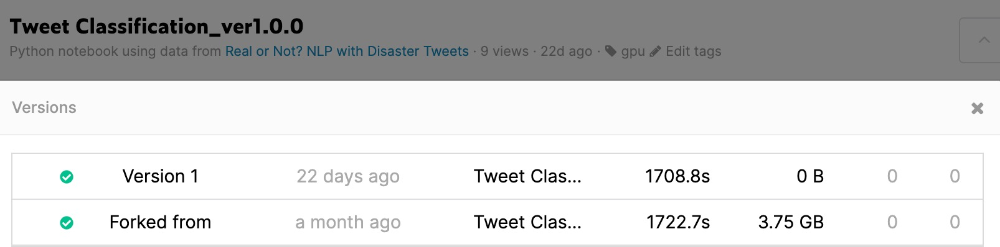 Tweet Classification_ver1.0.0
Python notebook using data from Real or Not? NLP with Disaster Tweets · 9 views · 22d ago · gpu Edit tags
Versions
Version 1 22 days ago Tweet Clas... 1708.8s 0 B 0 0
Forked from a month ago Tweet Clas... 1722.7s 3.75 GB 0 0